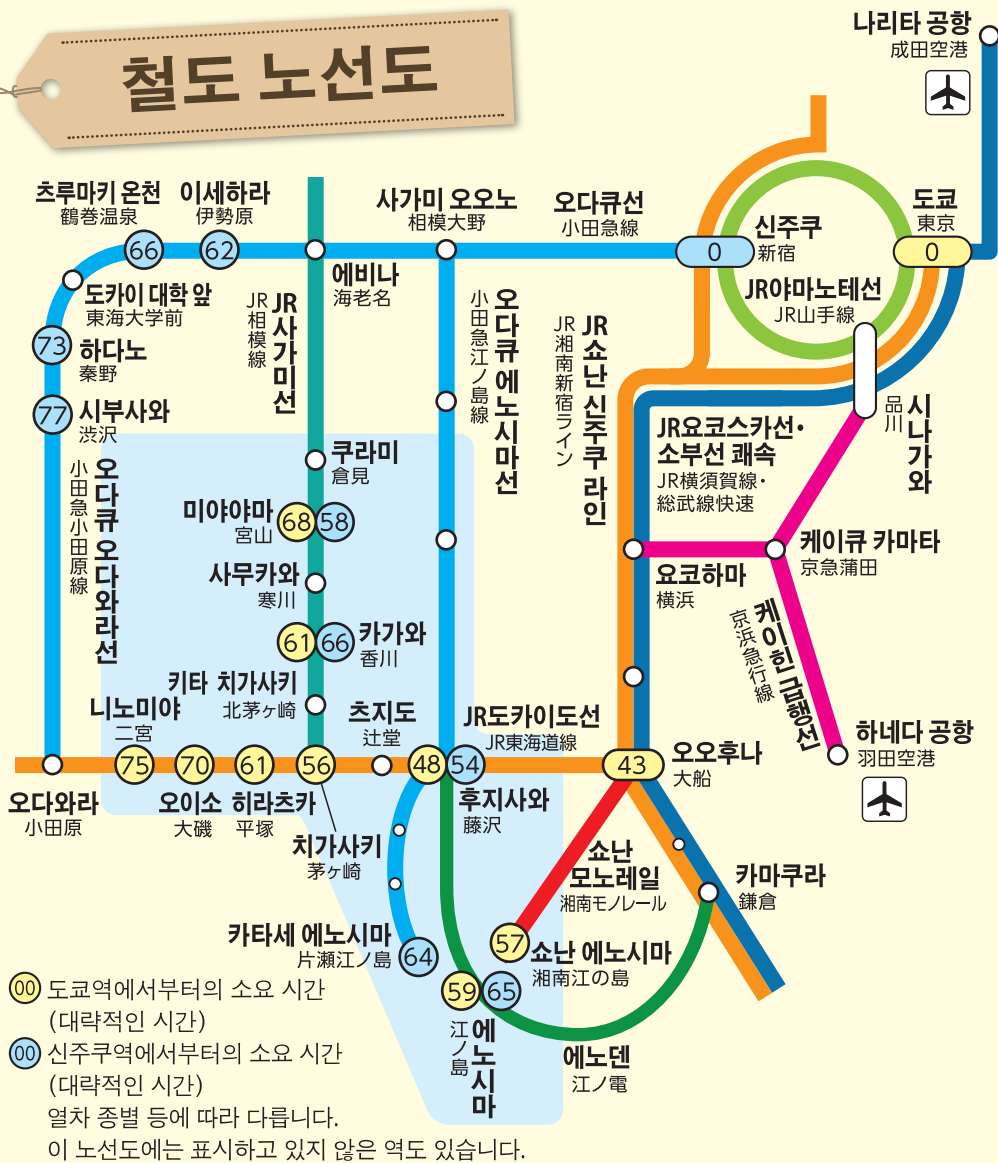 철도 노선도
나리타 공항
成田空港
츠루마키 온천
鶴巻温泉
66
이세하라
伊勢原
62
사가미 오오노
相模大野
오다큐선
小田急線
신주쿠
新宿
0
도쿄
東京
0
도카이 대학 앞
東海大学前
에비나
海老名
JR야마노테선
JR山手線
73
하다노
秦野
77
시부사와
渋沢
JR사가미선
JR相模線
오다큐 에노시마선
小田急江ノ島線
JR쇼난 신주쿠 라인
JR湘南新宿ライン
시나가와
品川
JR요코스카선·
소부선 쾌속
JR横須賀線·
総武線快速
오다큐 오다와라선
小田急小田原線
쿠라미
倉見
미야야마
宮山
68
58
사무카와
寒川
61
66
카가와
香川
키타 치가사키
北茅ヶ崎
요코하마
横浜
케이큐 카마타
京急蒲田
케이힌 급행선
京浜急行線
하네다 공항
羽田空港
니노미야
二宮
츠지도
辻堂
JR도카이도선
JR東海道線
오오후나
大船
75
70
61
56
48
54
43
오다와라
小田原
오이소
大磯
히라츠카
平塚
치가사키
茅ヶ崎
후지사와
藤沢
쇼난
모노레일
湘南モノレール
카마쿠라
鎌倉
카타세 에노시마
片瀬江ノ島
64
57
쇼난 에노시마
湘南江の島
59
65
에노시마
江ノ島
에노덴
江ノ電
00 도쿄역에서부터의 소요 시간
(대략적인 시간)
00 신주쿠역에서부터의 소요 시간
(대략적인 시간)
열차 종별 등에 따라 다릅니다.
이 노선도에는 표시하고 있지 않은 역도 있습니다.